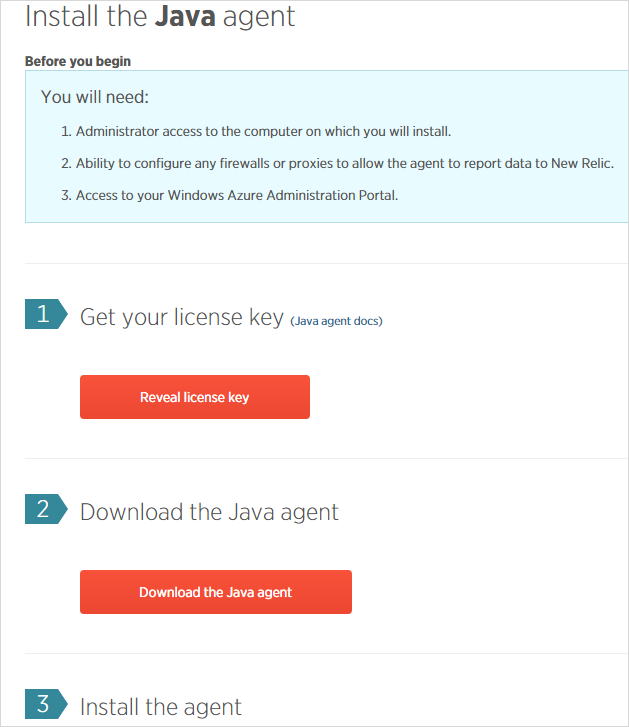 Install the Java agent
Before you begin
You will need:
1. Administrator access to the computer on which you will install.
2. Ability to configure any firewalls or proxies to allow the agent to report data to New Relic.
3. Access to your Windows Azure Administration Portal.
1 Get your license key (Java agent docs)
Reveal license key
2 Download the Java agent
Download the Java agent
3 Install the agent